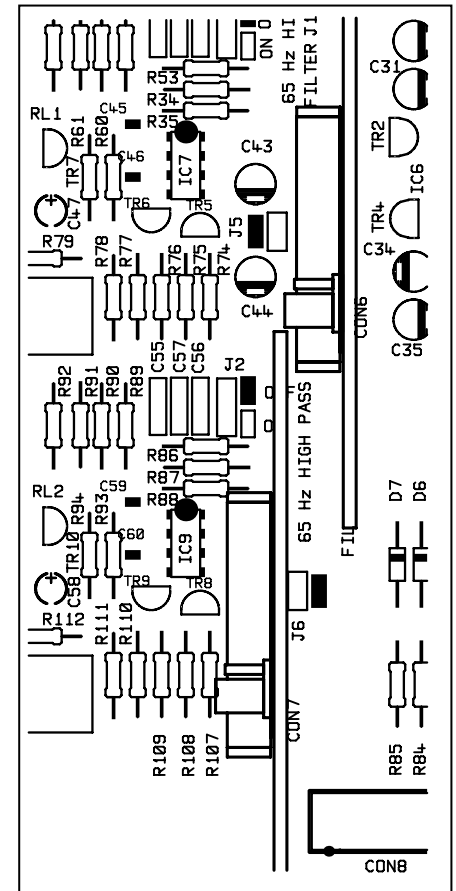 ON
65 Hz HI
FILTER J1
C31
R53
R34
R35
RL1
R61
R60
C45
C46
TR7
IC7
C43
TR2
IC6
C47
TR6
TR5
J5
TR4
R79
R78
R77
R76
R75
R74
C34
C44
CON6
C35
R92
R91
R90
R89
C55
C57
C56
J2
65 Hz HIGH PASS
F
R86
R87
R88
RL2
R94
R93
C59
C60
TR10
IC9
FIL
D7
D6
C58
TR9
TR8
R112
R111
R110
J6
R109
R108
R107
CON7
R85
R84
CON8